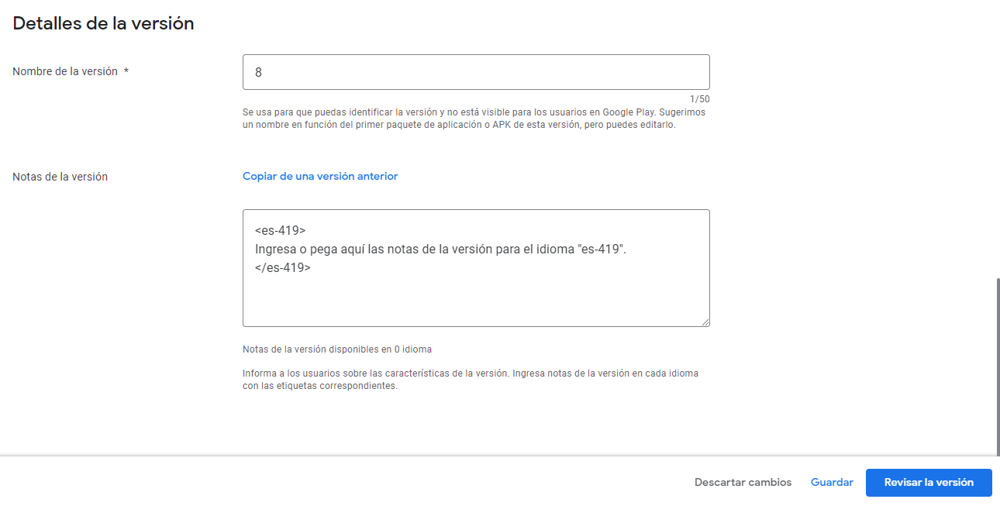 Detalles de la versión
Nombre de la versión *
8
1/50
Se usa para que puedas identificar la versión y no está visible para los usuarios en Google Play. Sugerimos
un nombre en función del primer paquete de aplicación o APK de esta versión, pero puedes editarlo.
Notas de la versión
Copiar de una versión anterior
<es-419>
Ingresa o pega aquí las notas de la versión para el idioma "es-419".
</es-419>
Notas de la versión disponibles en 0 idioma
Informa a los usuarios sobre las características de la versión. Ingresa notas de la versión en cada idioma
con las etiquetas correspondientes.
Descartar cambios
Guardar
Revisar la versión